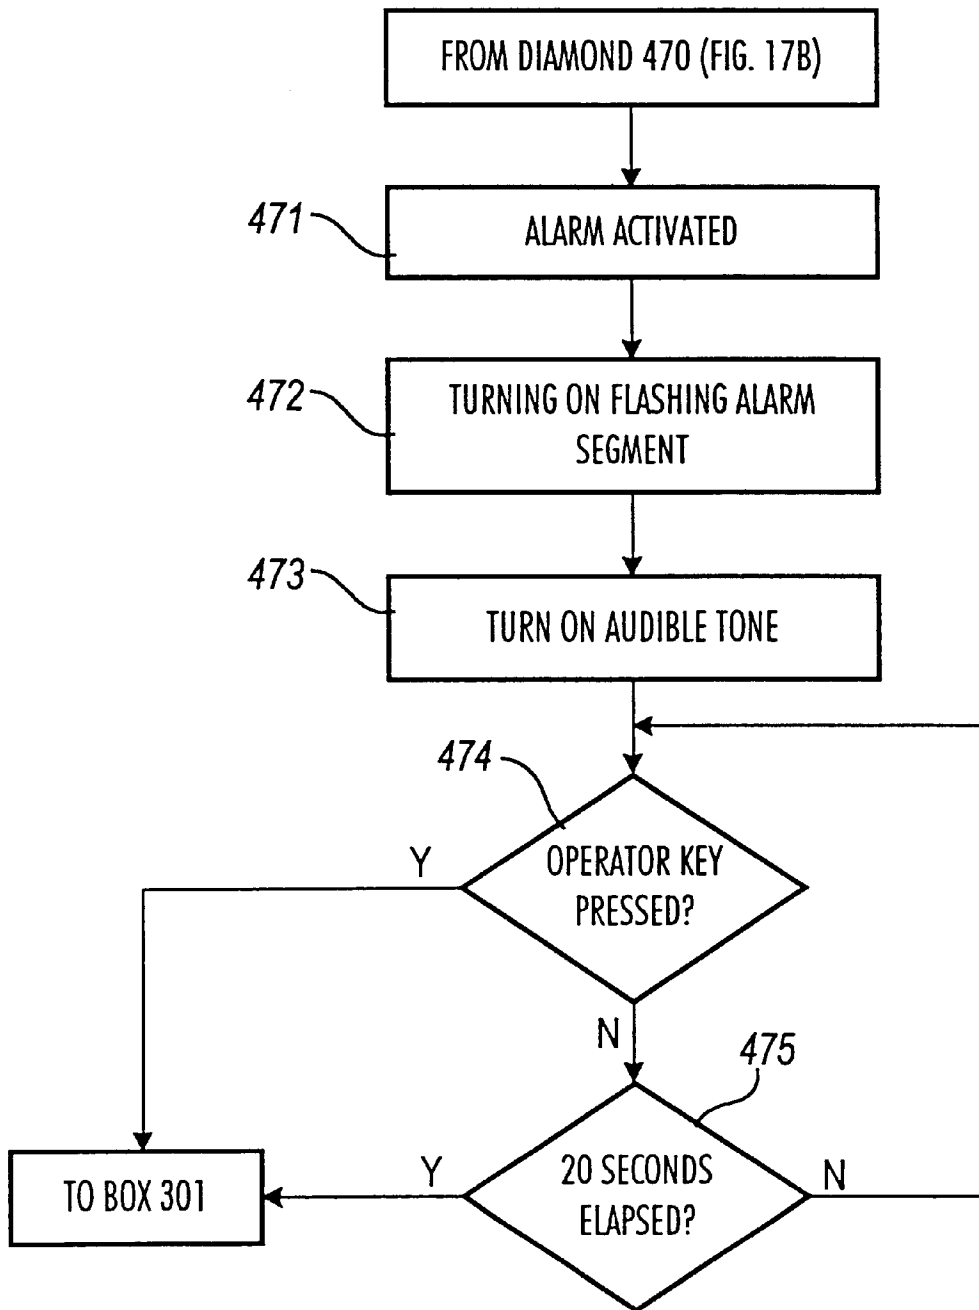 FROM DIAMOND 470 (FIG. 17B)
471
ALARM ACTIVATED
472
TURNING ON FLASHING ALARM
SEGMENT
473
TURN ON AUDIBLE TONE
474
OPERATOR KEY
PRESSED?
Y
N
475
20 SECONDS
ELAPSED?
Y
N
TO BOX 301